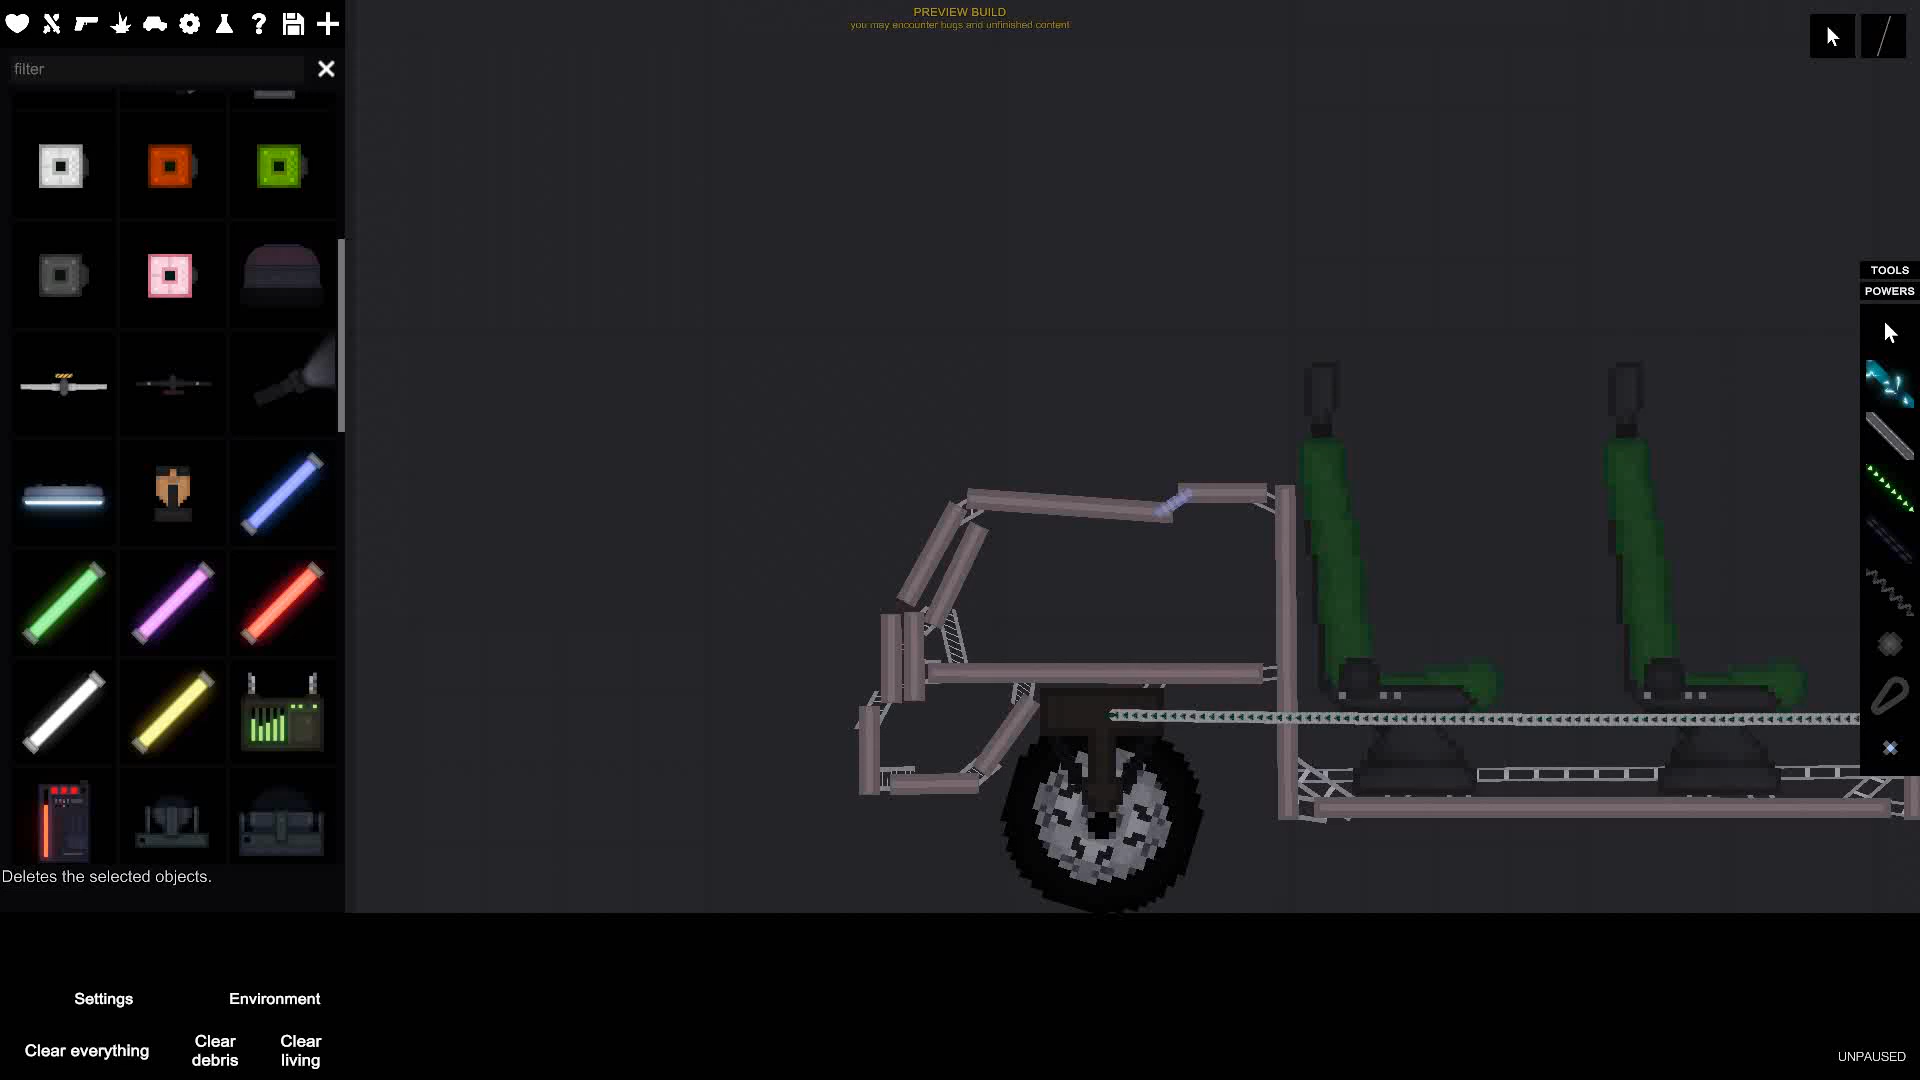 PREVIEW BUILD
you may encounter bugs and unfinished content
filter
TOOLS
POWERS
Deletes the selected objects.
Settings
Environment
Clear everything
Clear debris
Clear living
UNPAUSED